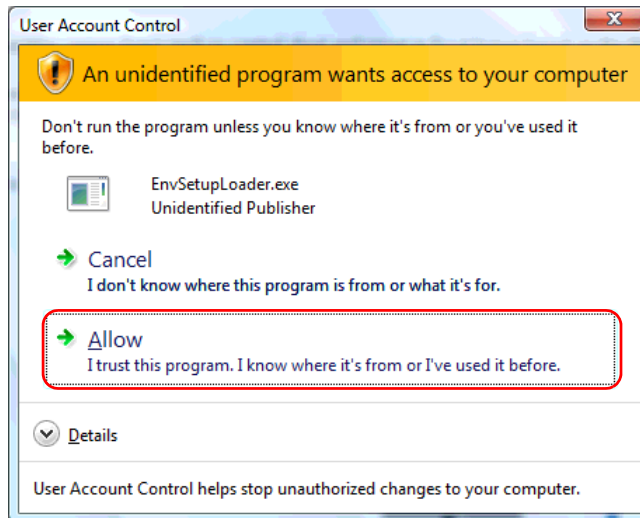 User Account Control
An unidentified program wants access to your computer
Don't run the program unless you know where it's from or you've used it
before.
EnvSetupLoader.exe
Unidentified Publisher
Cancel
I don't know where this program is from or what it's for.
Allow
I trust this program. I know where it's from or I've used it before.
Details
User Account Control helps stop unauthorized changes to your computer.